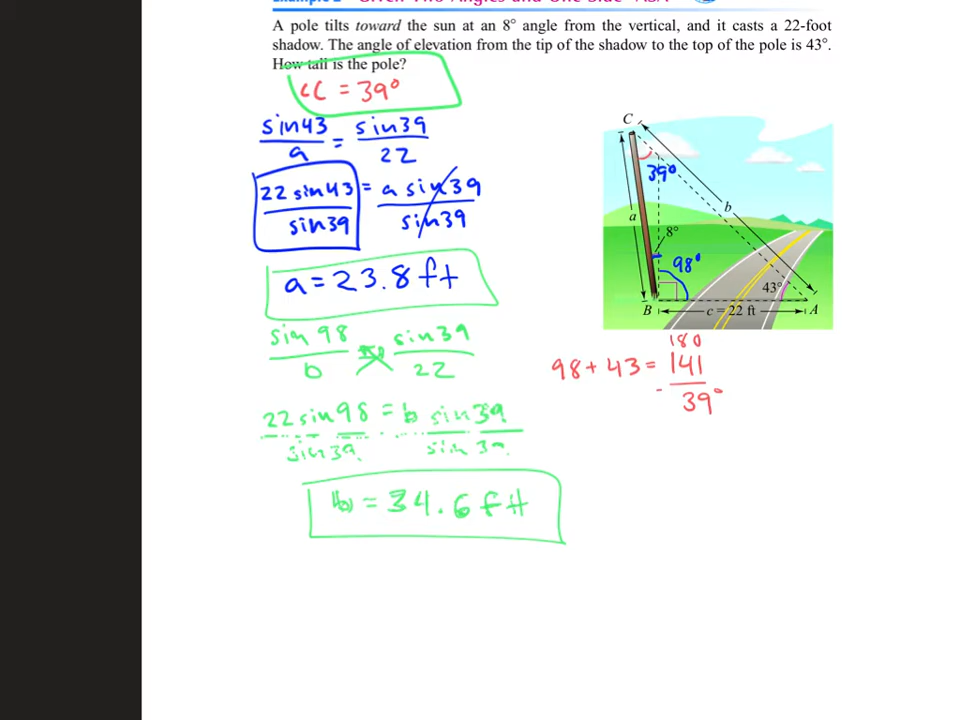 A pole tilts toward the sun at an 8° angle from the vertical, and it casts a 22-foot
shadow. The angle of elevation from the tip of the shadow to the top of the pole is 43°.
How tall is the pole?
∠C = 39°
sin43/a = sin39/22
22 sin43/sin39 = a sin39/sin39
a = 23.8 ft
sin 98/b sin39/22
22 sin98/sin39 = b sin39/sin39
b = 34.6 ft
C
39°
b
a
8°
98°
43°
B c = 22 ft A
180
98 + 43 = 141
-
39°